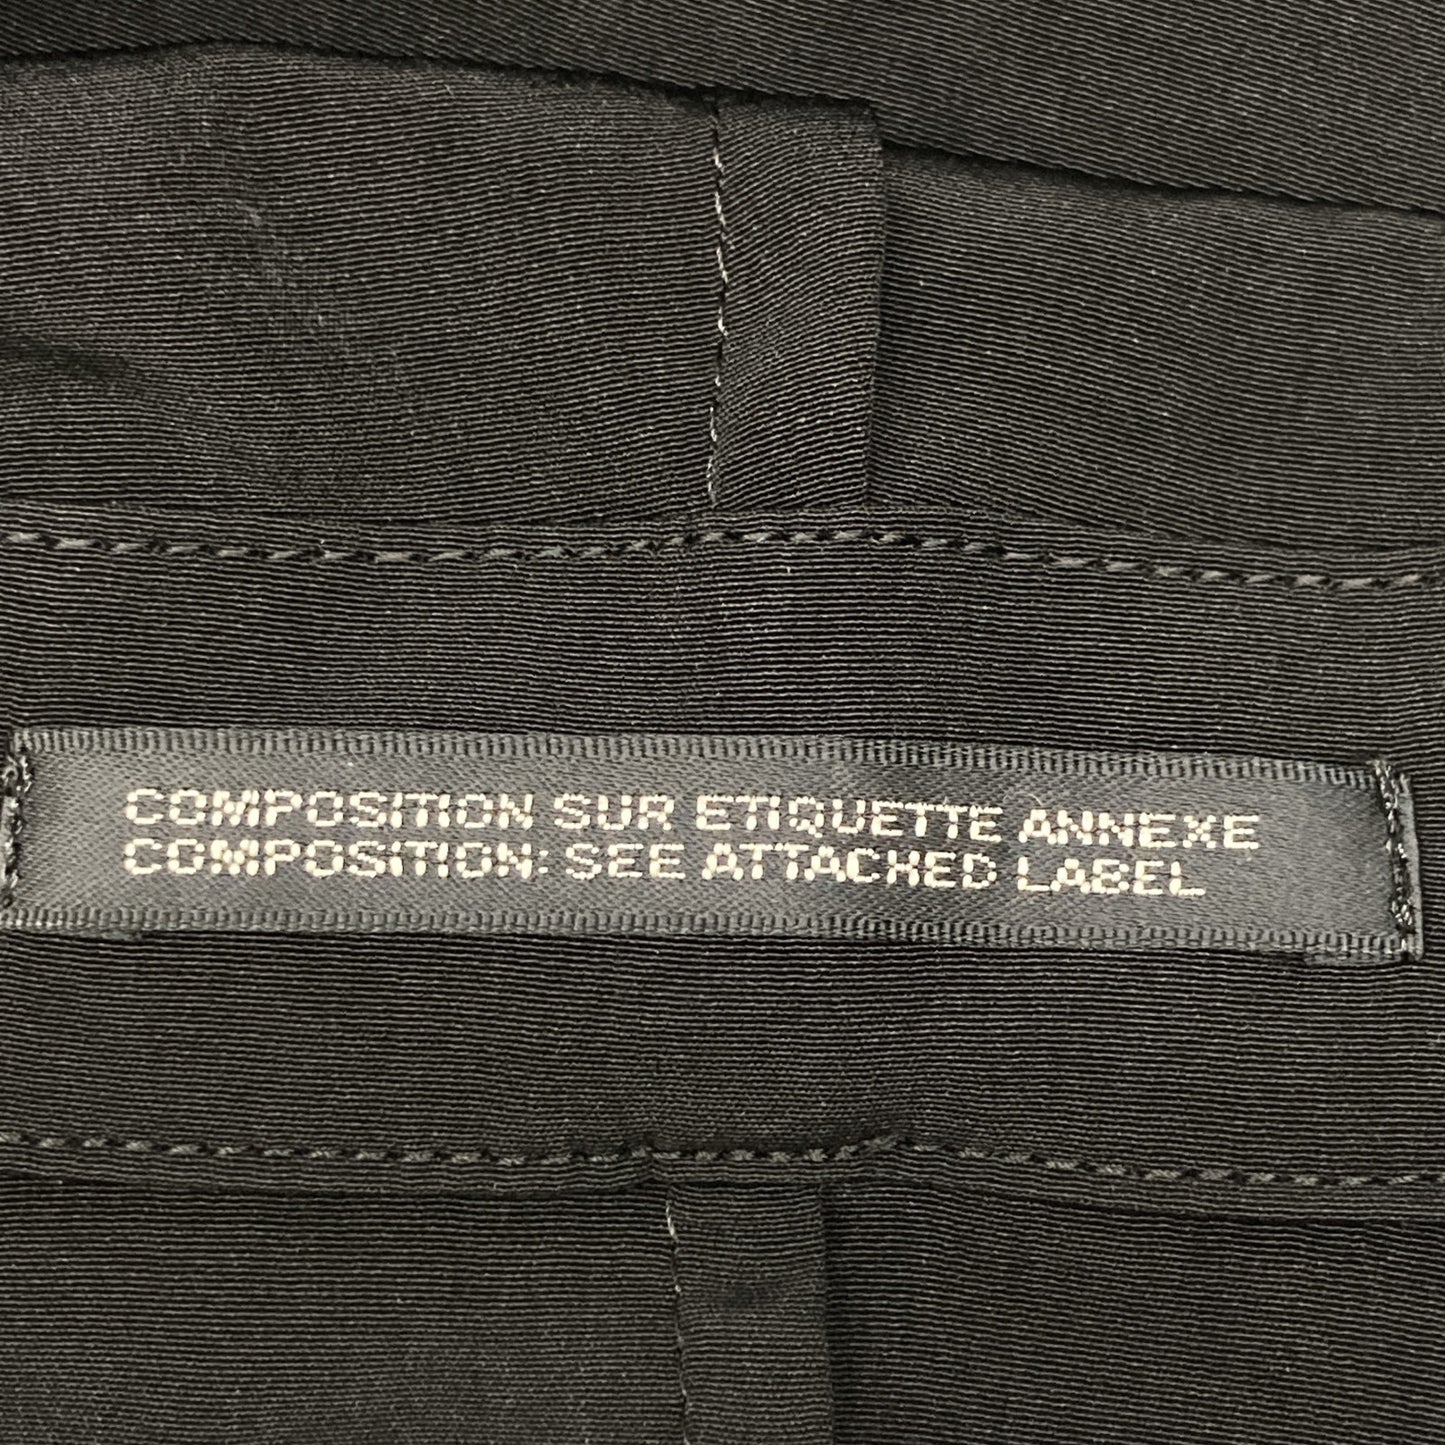 COMPOSITION SUR ETIQUETTE ANNEXE
COMPOSITION: SEE ATTACHED LABEL